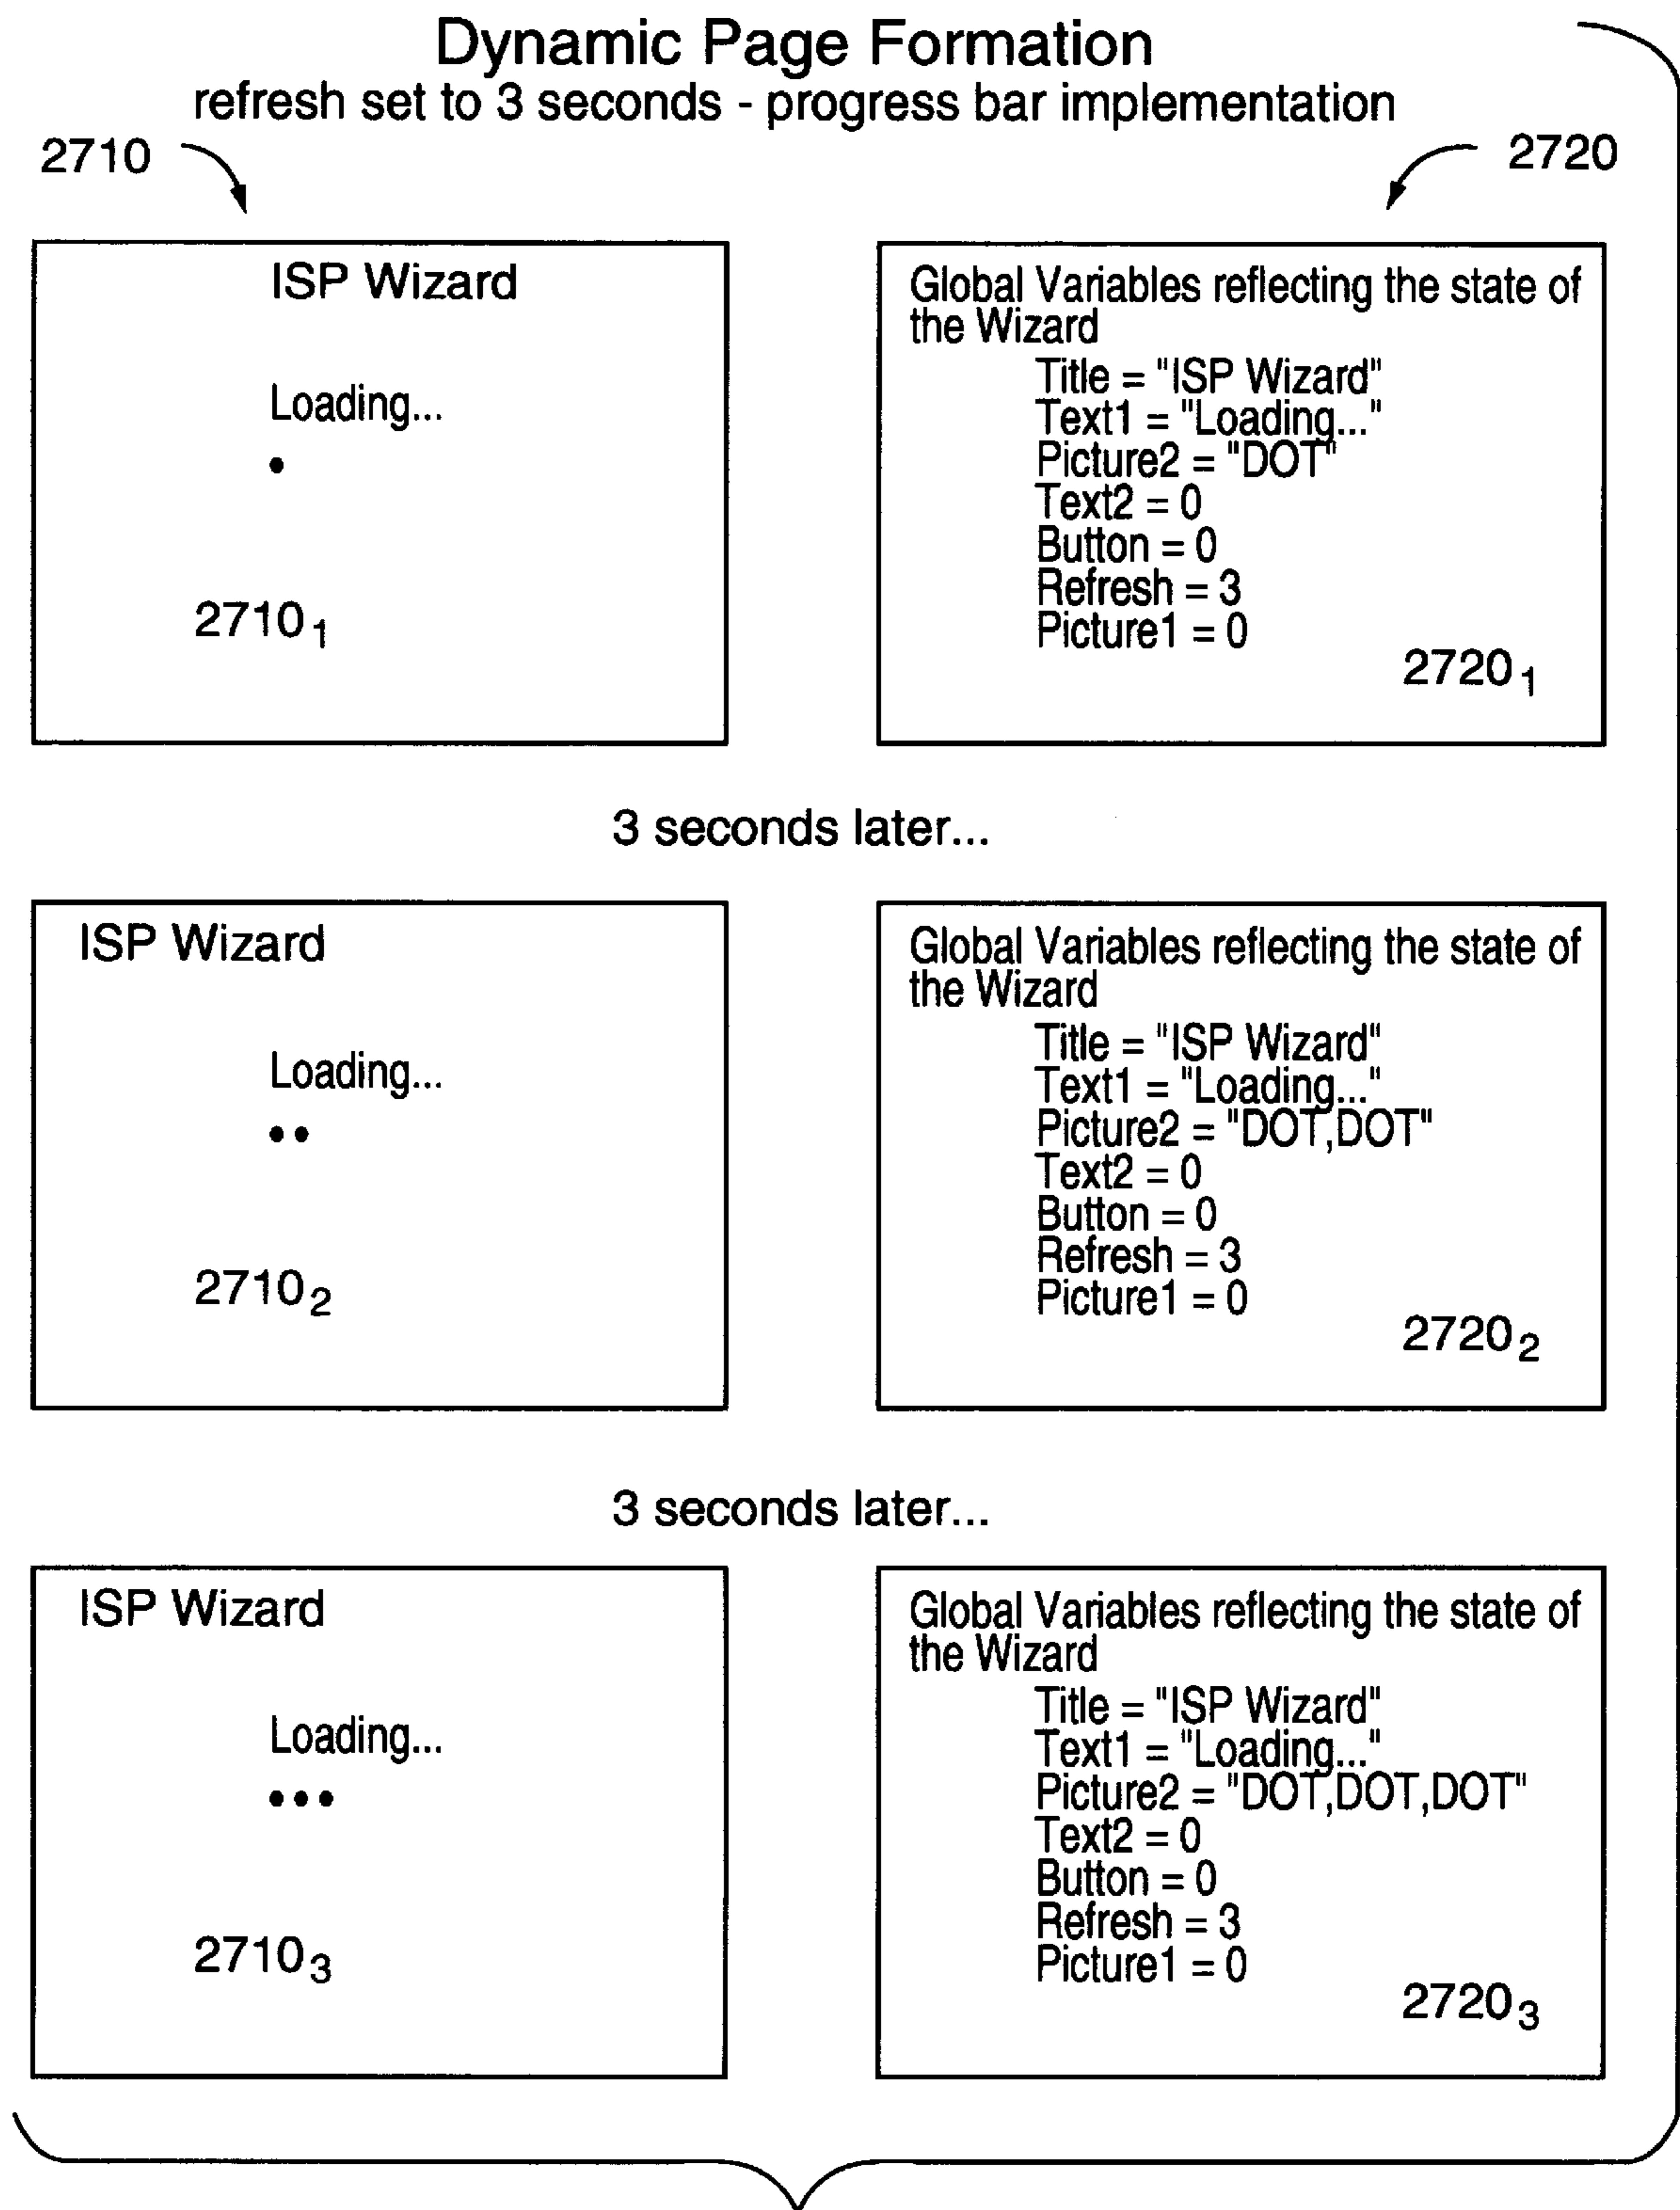 Dynamic Page Formation
refresh set to 3 seconds - progress bar implementation
2710
2720
ISP Wizard
Loading...
2710₁
Global Variables reflecting the state of
the Wizard
Title = "ISP Wizard"
Text1 = "Loading..."
Picture2 = "DOT"
Text2 = 0
Button = 0
Refresh = 3
Picture1 = 0
2720₁
3 seconds later...
ISP Wizard
Loading...
2710₂
Global Variables reflecting the state of
the Wizard
Title = "ISP Wizard"
Text1 = "Loading..."
Picture2 = "DOT,DOT"
Text2 = 0
Button = 0
Refresh = 3
Picture1 = 0
2720₂
3 seconds later...
ISP Wizard
Loading...
2710₃
Global Variables reflecting the state of
the Wizard
Title = "ISP Wizard"
Text1 = "Loading..."
Picture2 = "DOT,DOT,DOT"
Text2 = 0
Button = 0
Refresh = 3
Picture1 = 0
2720₃